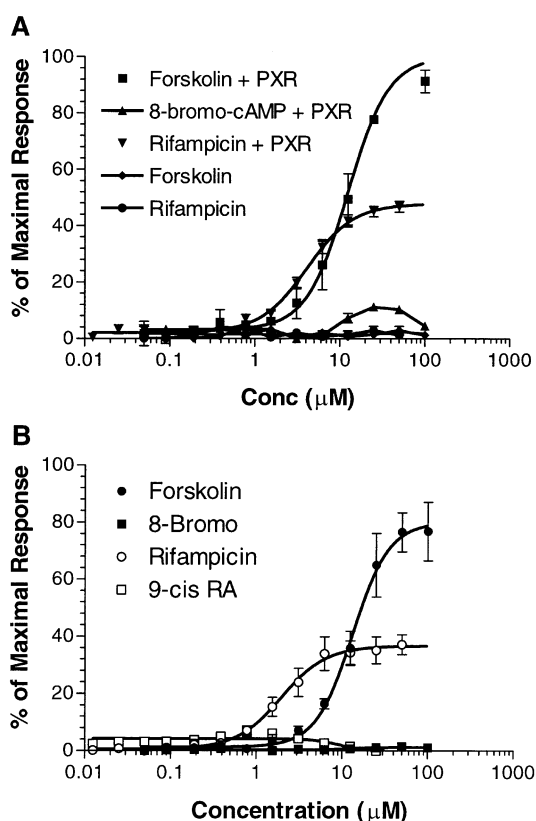 A
% of Maximal Response
100
80
60
40
20
0
Forskolin + PXR
8-bromo-cAMP + PXR
Rifampicin + PXR
Forskolin
Rifampicin
0.01 0.1 1 10 100 1000
Conc (µM)
B
% of Maximal Response
100
80
60
40
20
0
Forskolin
8-Bromo
Rifampicin
9-cis RA
0.01 0.1 1 10 100 1000
Concentration (µM)